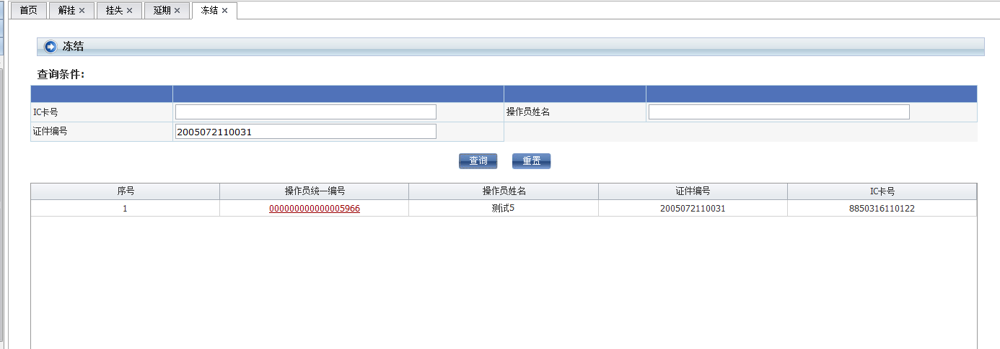 首页 解挂 挂失 延期 冻结
冻结
查询条件:
IC卡号 操作员姓名
证件编号 2005072110031
查询 重置
序号 操作员统一编号 操作员姓名 证件编号 IC卡号
1 000000000000005966 测试5 2005072110031 8850316110122